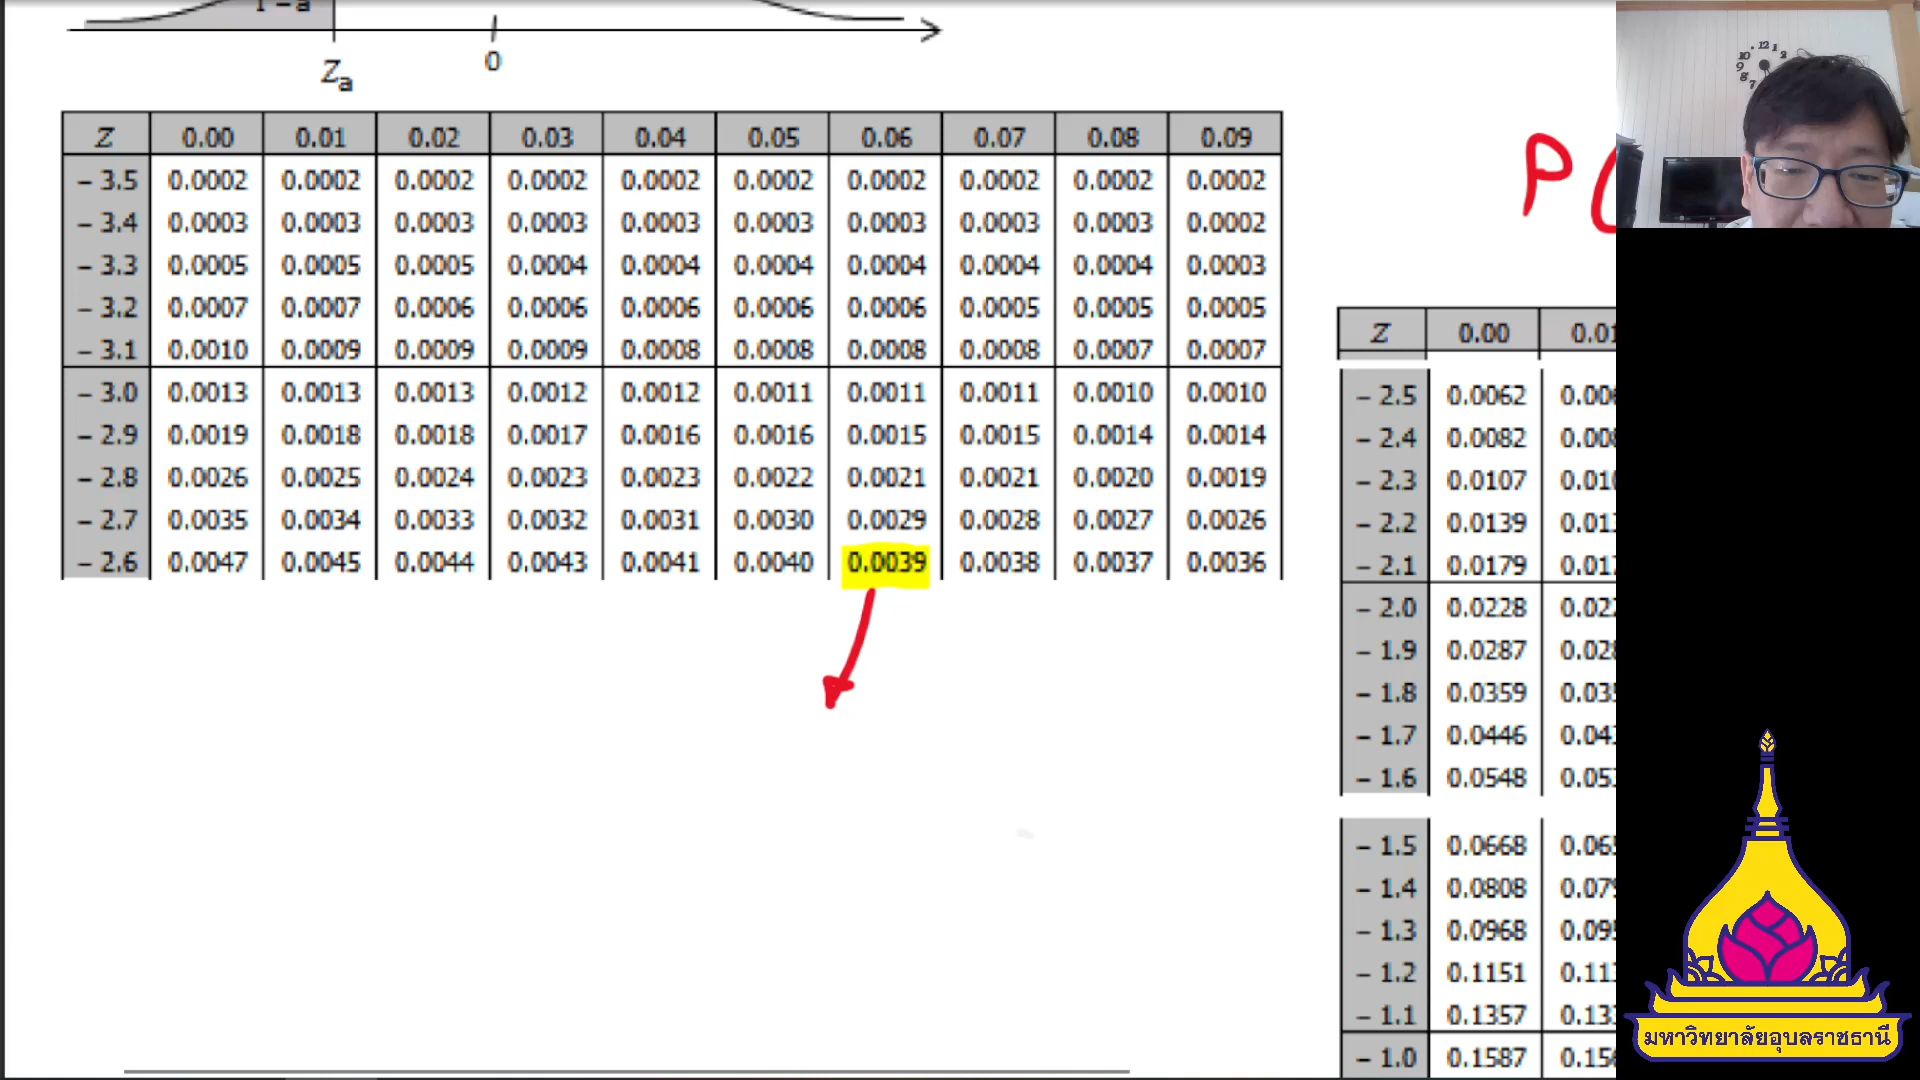 1 – a
Za
0
Z 0.00 0.01 0.02 0.03 0.04 0.05 0.06 0.07 0.08 0.09
– 3.5 0.0002 0.0002 0.0002 0.0002 0.0002 0.0002 0.0002 0.0002 0.0002 0.0002
– 3.4 0.0003 0.0003 0.0003 0.0003 0.0003 0.0003 0.0003 0.0003 0.0003 0.0002
– 3.3 0.0005 0.0005 0.0005 0.0004 0.0004 0.0004 0.0004 0.0004 0.0004 0.0003
– 3.2 0.0007 0.0007 0.0006 0.0006 0.0006 0.0006 0.0006 0.0005 0.0005 0.0005
– 3.1 0.0010 0.0009 0.0009 0.0009 0.0008 0.0008 0.0008 0.0008 0.0007 0.0007
– 3.0 0.0013 0.0013 0.0013 0.0012 0.0012 0.0011 0.0011 0.0011 0.0010 0.0010
– 2.9 0.0019 0.0018 0.0018 0.0017 0.0016 0.0016 0.0015 0.0015 0.0014 0.0014
– 2.8 0.0026 0.0025 0.0024 0.0023 0.0023 0.0022 0.0021 0.0021 0.0020 0.0019
– 2.7 0.0035 0.0034 0.0033 0.0032 0.0031 0.0030 0.0029 0.0028 0.0027 0.0026
– 2.6 0.0047 0.0045 0.0044 0.0043 0.0041 0.0040 0.0039 0.0038 0.0037 0.0036
P(
Z 0.00 0.01
– 2.5 0.0062
– 2.4 0.0082
– 2.3 0.0107
– 2.2 0.0139
– 2.1 0.0179
– 2.0 0.0228
– 1.9 0.0287
– 1.8 0.0359
– 1.7 0.0446
– 1.6 0.0548
– 1.5 0.0668
– 1.4 0.0808
– 1.3 0.0968
– 1.2 0.1151
– 1.1 0.1357
– 1.0 0.1587
มหาวิทยาลัยอุบลราชธานี